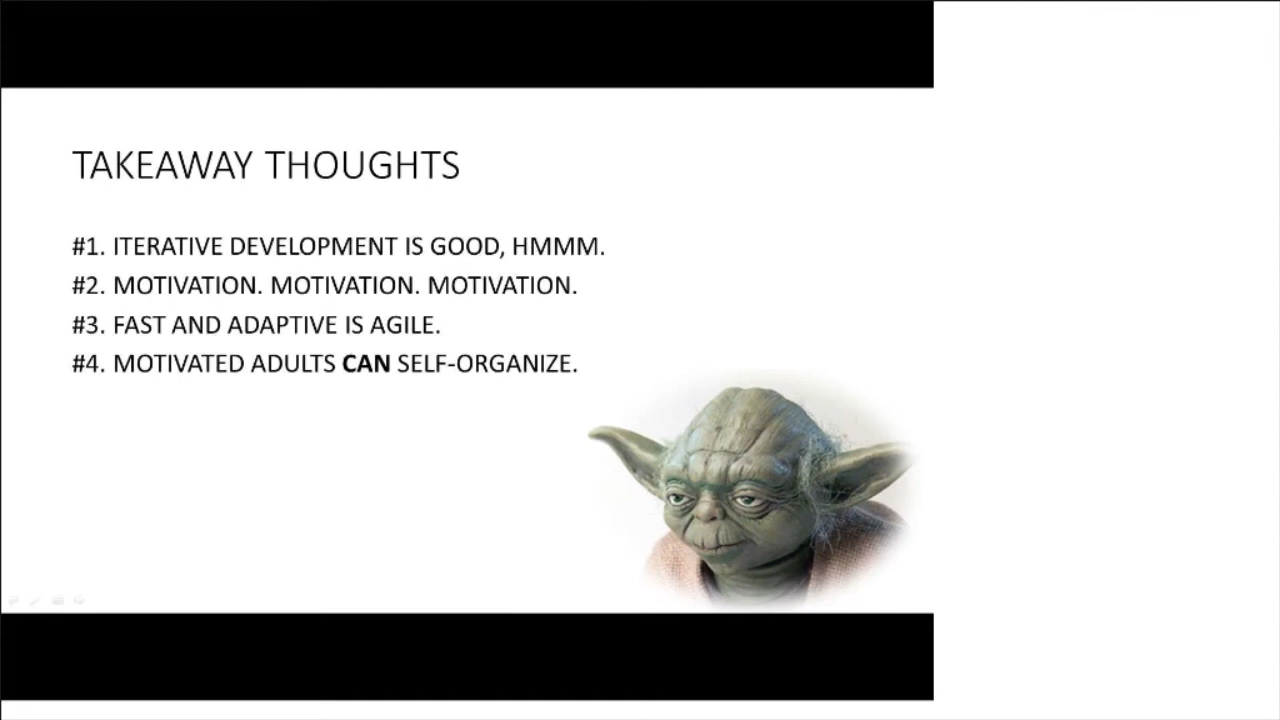 TAKEAWAY THOUGHTS
#1. ITERATIVE DEVELOPMENT IS GOOD, HMMM.
#2. MOTIVATION. MOTIVATION. MOTIVATION.
#3. FAST AND ADAPTIVE IS AGILE.
#4. MOTIVATED ADULTS CAN SELF-ORGANIZE.